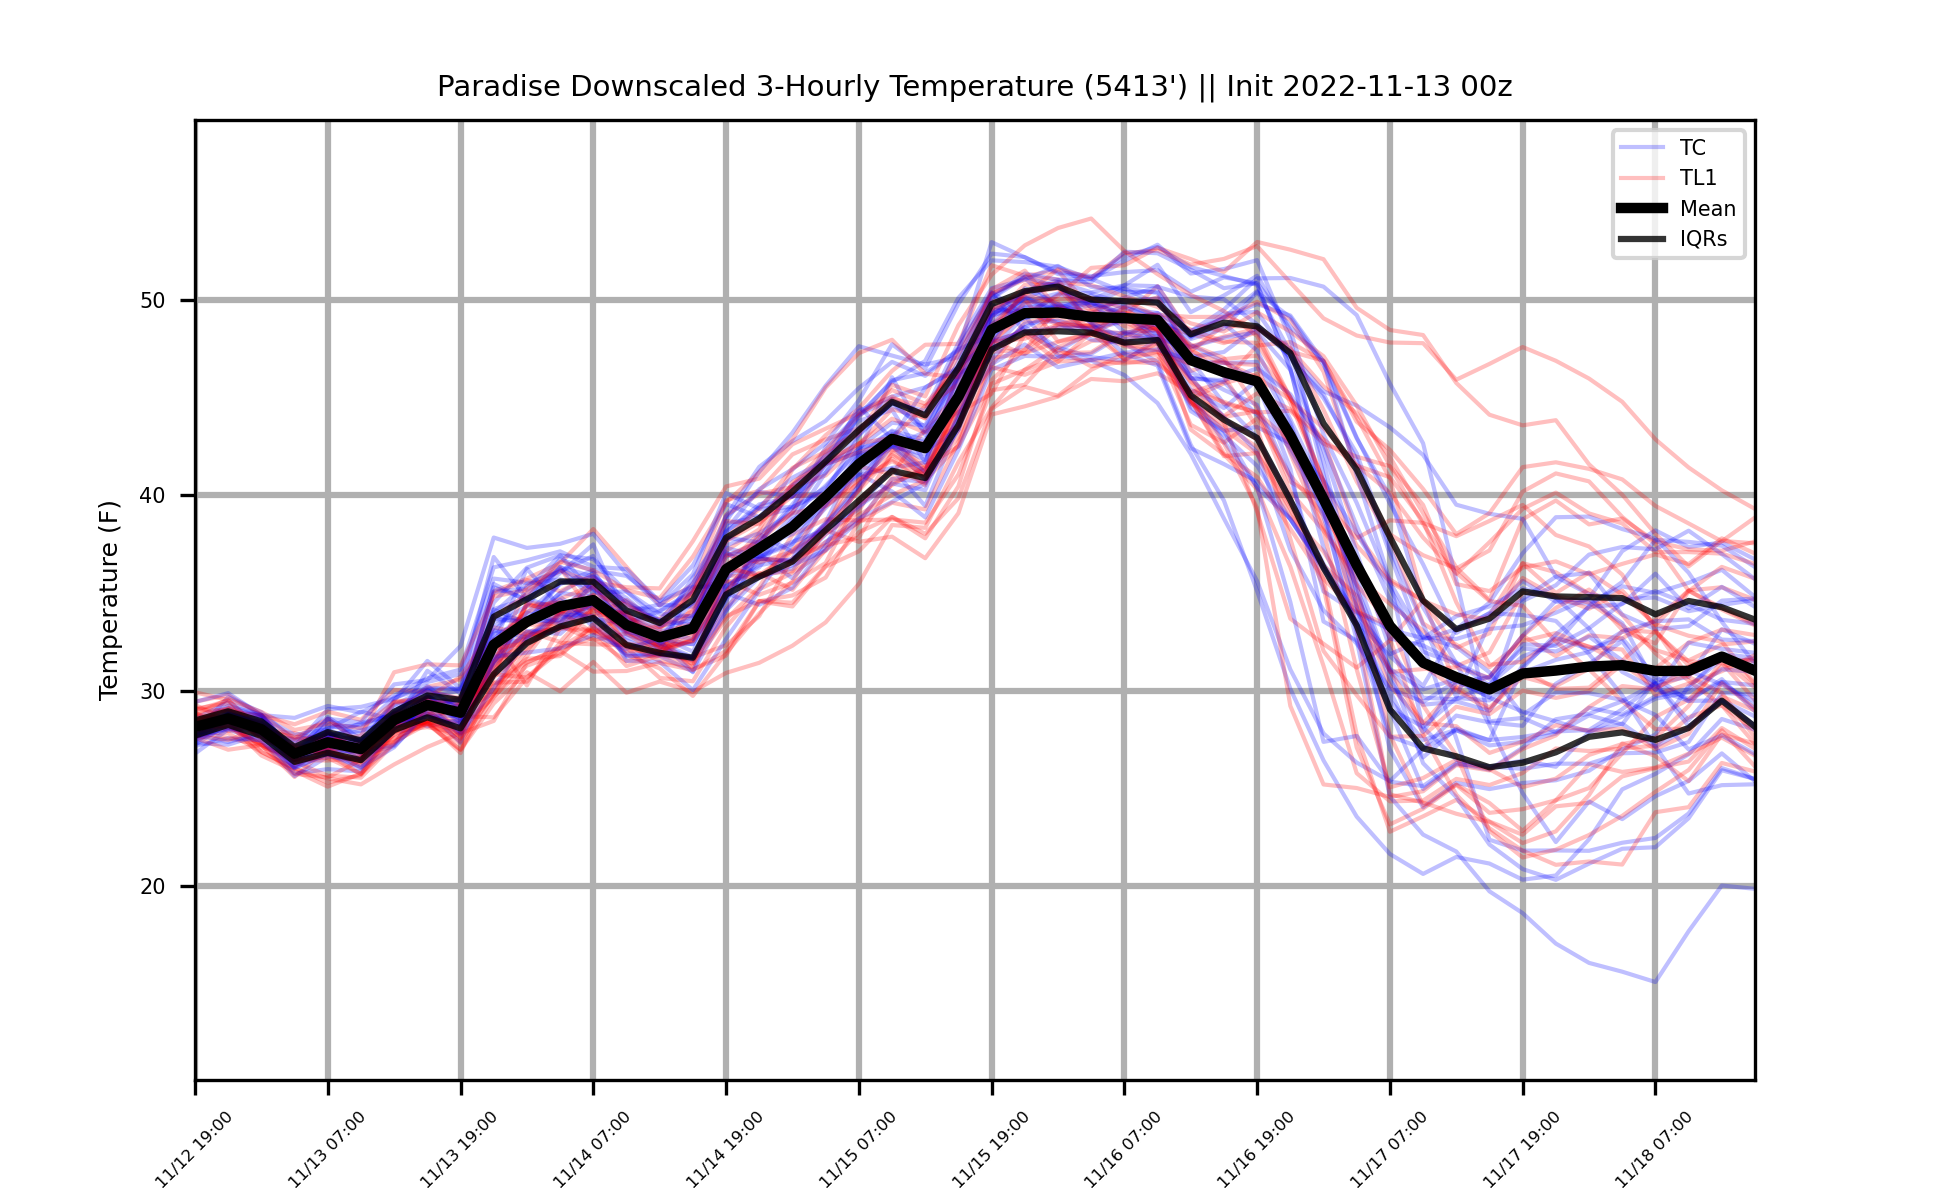 Paradise Downscaled 3-Hourly Temperature (5413') || Init 2022-11-13 00z
TC
TL1
Mean
IQRs
Temperature (F)
50
40
30
20
11/12 19:00
11/13 07:00
11/13 19:00
11/14 07:00
11/14 19:00
11/15 07:00
11/15 19:00
11/16 07:00
11/16 19:00
11/17 07:00
11/17 19:00
11/18 07:00